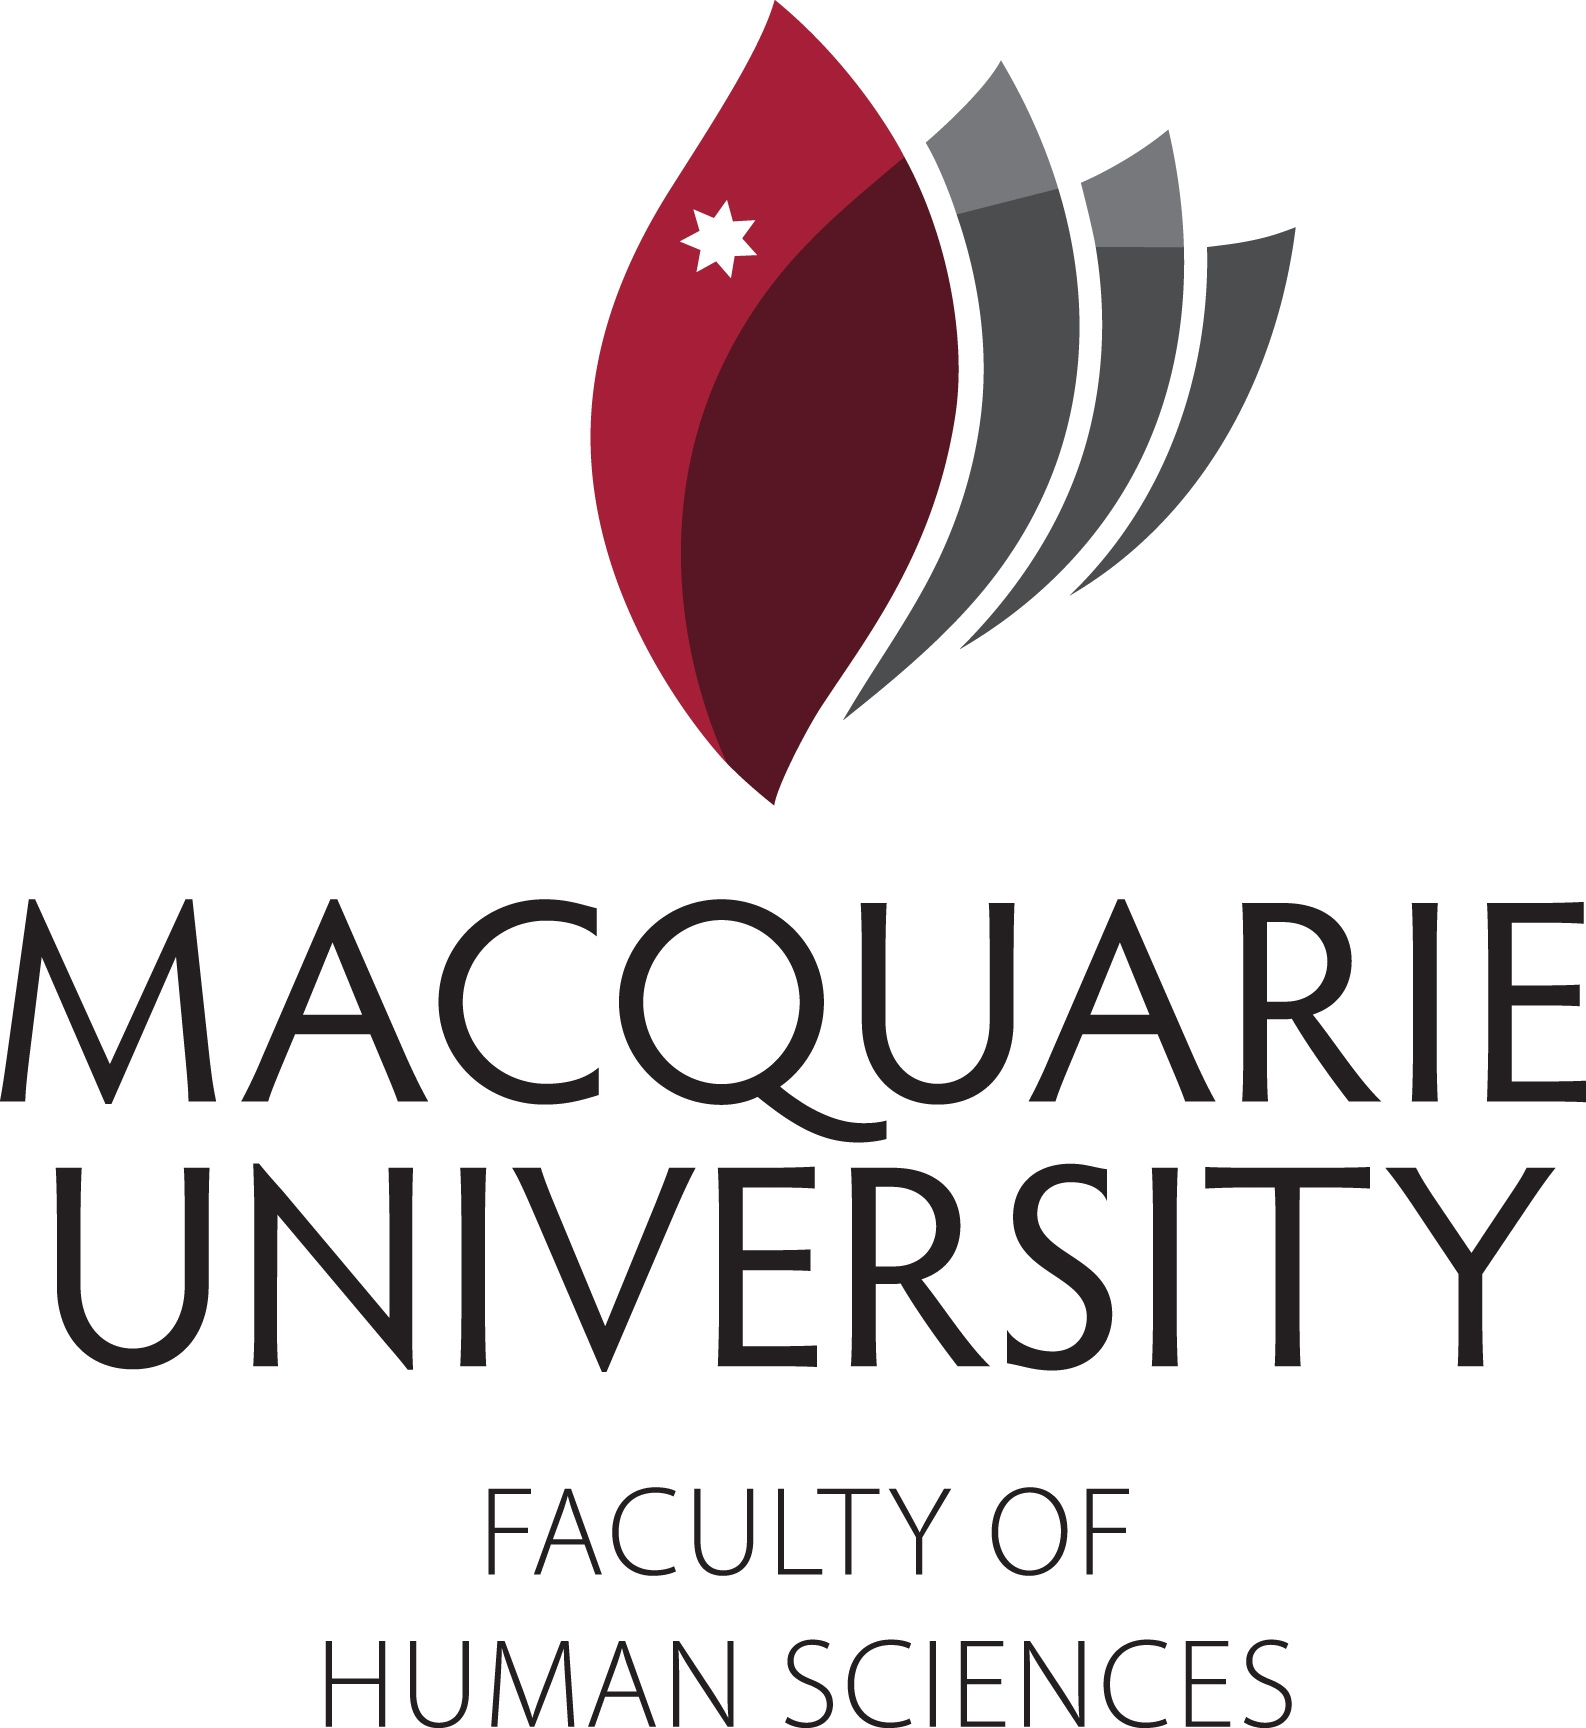 MACQUARIE
UNIVERSITY
FACULTY OF
HUMAN SCIENCES